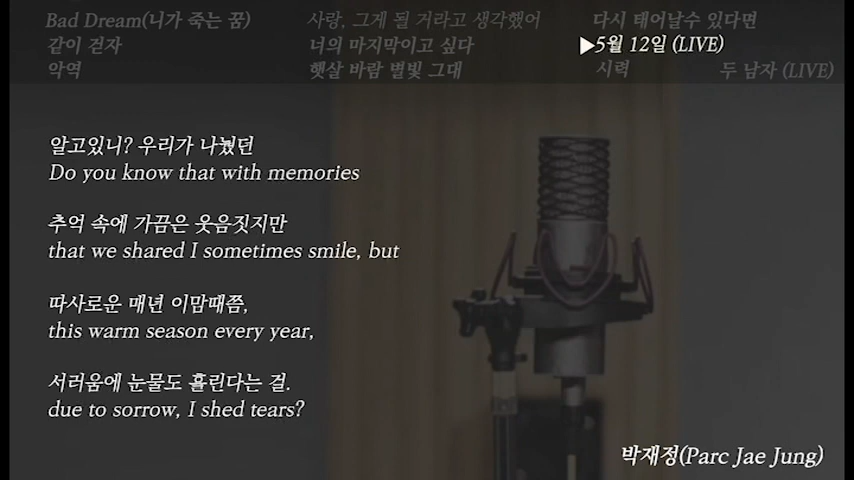 Bad Dream(니가 죽는 꿈) 사랑, 그게 될 거라고 생각했어 다시 태어날수 있다면
같이 걷자 너의 마지막이고 싶다 ▶5월 12일 (LIVE)
악역 햇살 바람 별빛 그대 시력 두 남자 (LIVE)
알고있니? 우리가 나눴던
Do you know that with memories
추억 속에 가끔은 웃음짓지만
that we shared I sometimes smile, but
따사로운 매년 이맘때쯤,
this warm season every year,
서러움에 눈물도 흘린다는 걸.
due to sorrow, I shed tears?
박재정(Parc Jae Jung)